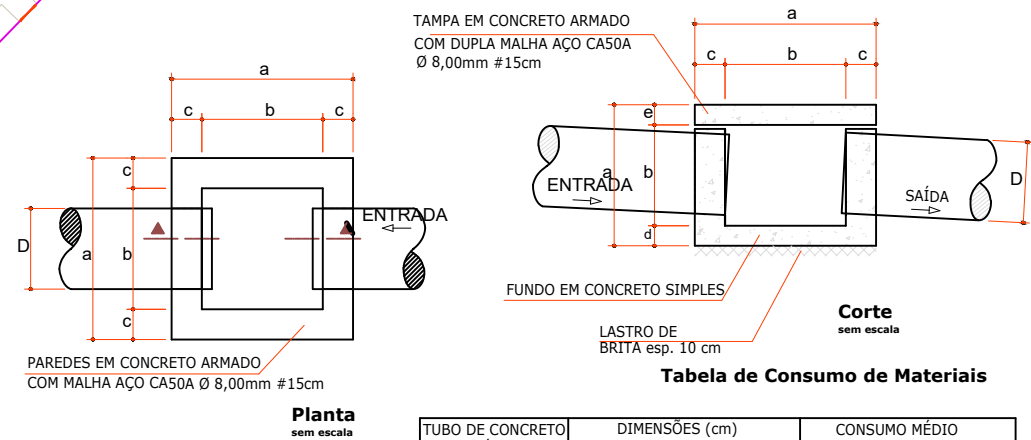 TAMPA EM CONCRETO ARMADO
COM DUPLA MALHA AÇO CA50A
Ø 8,00mm #15cm
a
c b c
a
c b c
c
D a b
c
ENTRADA
e
a b
d
ENTRADA
SAÍDA
D
FUNDO EM CONCRETO SIMPLES
LASTRO DE
BRITA esp. 10 cm
Corte
sem escala
PAREDES EM CONCRETO ARMADO
COM MALHA AÇO CA50A Ø 8,00mm #15cm
Planta
sem escala
Tabela de Consumo de Materiais
TUBO DE CONCRETO DIMENSÕES (cm) CONSUMO MÉDIO